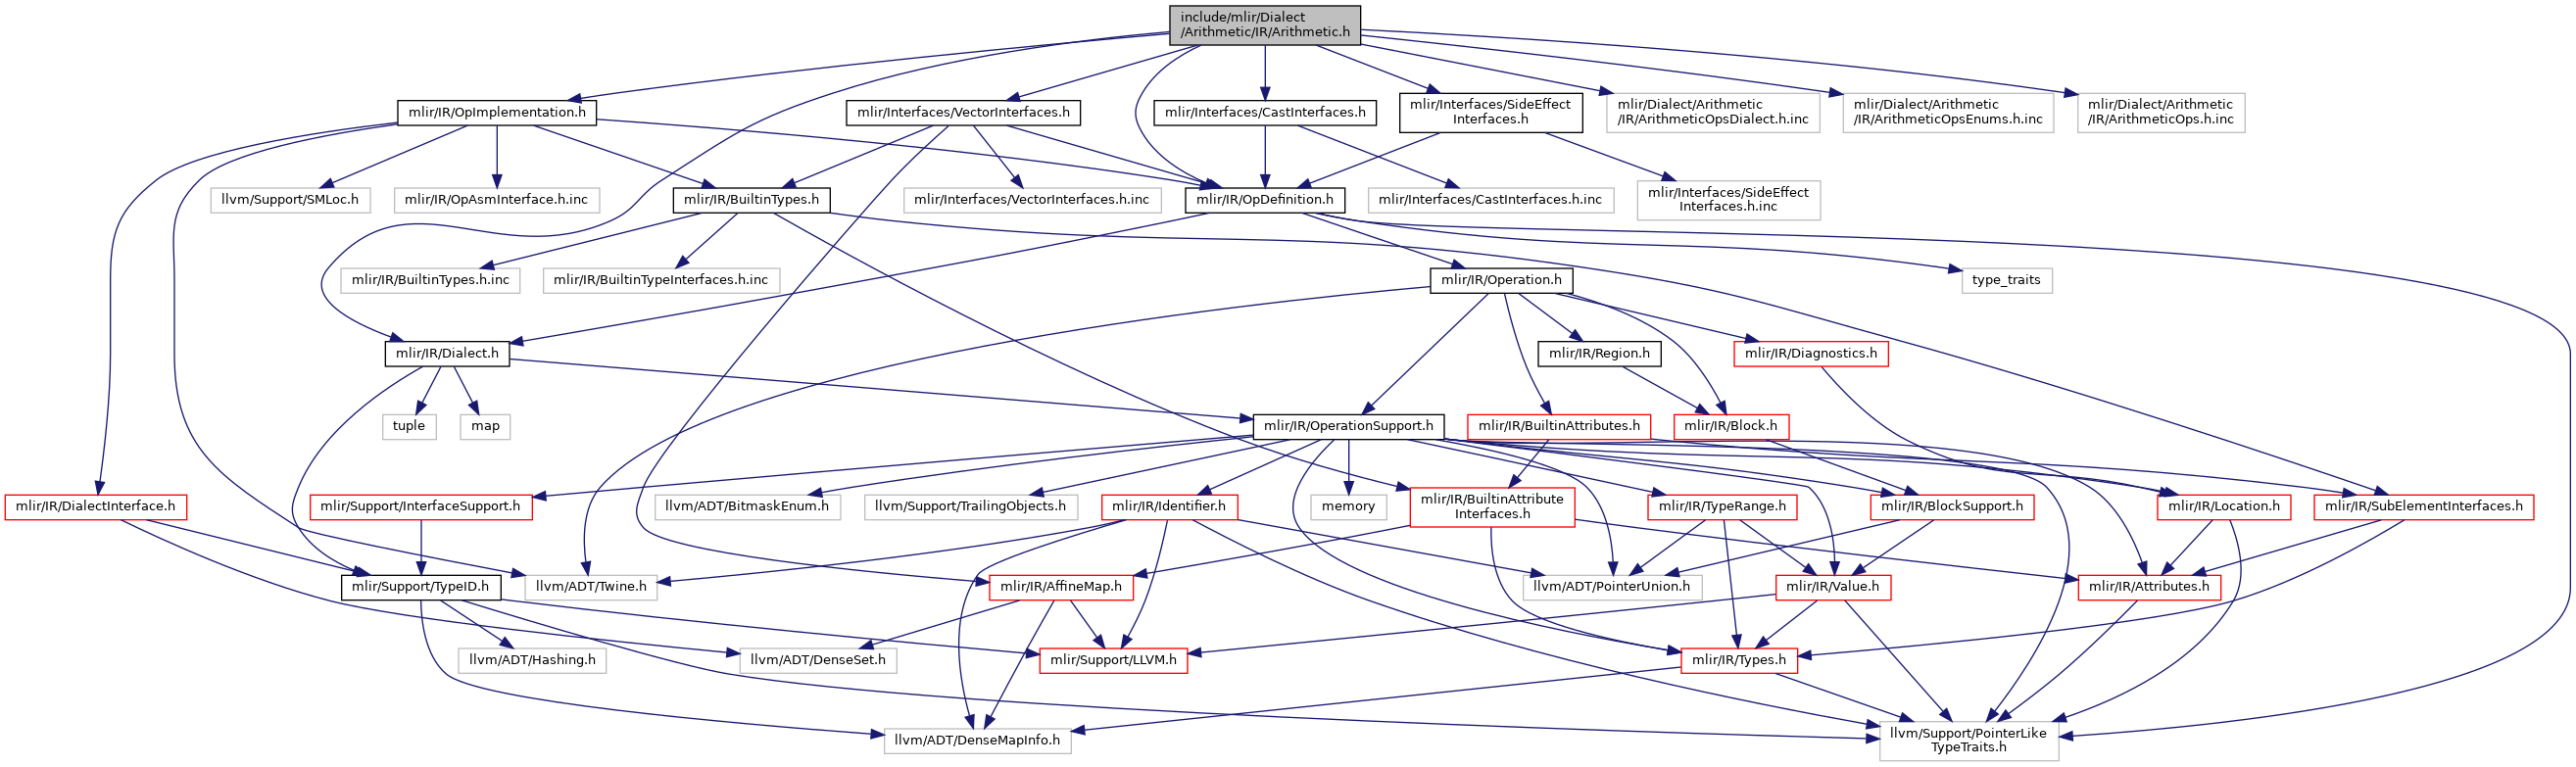 include/mlir/Dialect
/Arithmetic/IR/Arithmetic.h
mlir/IR/OpImplementation.h
mlir/Interfaces/VectorInterfaces.h
mlir/Interfaces/CastInterfaces.h
mlir/Interfaces/SideEffect
Interfaces.h
mlir/Dialect/Arithmetic
/IR/ArithmeticOpsDialect.h.inc
mlir/Dialect/Arithmetic
/IR/ArithmeticOpsEnums.h.inc
mlir/Dialect/Arithmetic
/IR/ArithmeticOps.h.inc
llvm/Support/SMLoc.h
mlir/IR/OpAsmInterface.h.inc
mlir/IR/BuiltinTypes.h
mlir/Interfaces/VectorInterfaces.h.inc
mlir/IR/OpDefinition.h
mlir/Interfaces/CastInterfaces.h.inc
mlir/Interfaces/SideEffect
Interfaces.h.inc
mlir/IR/BuiltinTypes.h.inc
mlir/IR/BuiltinTypeInterfaces.h.inc
mlir/IR/Operation.h
type_traits
mlir/IR/Dialect.h
mlir/IR/Region.h
mlir/IR/Diagnostics.h
tuple
map
mlir/IR/OperationSupport.h
mlir/IR/BuiltinAttributes.h
mlir/IR/Block.h
mlir/IR/DialectInterface.h
mlir/Support/InterfaceSupport.h
llvm/ADT/BitmaskEnum.h
llvm/Support/TrailingObjects.h
mlir/IR/Identifier.h
memory
mlir/IR/BuiltinAttribute
Interfaces.h
mlir/IR/TypeRange.h
mlir/IR/BlockSupport.h
mlir/IR/Location.h
mlir/IR/SubElementInterfaces.h
mlir/Support/TypeID.h
llvm/ADT/Twine.h
mlir/IR/AffineMap.h
llvm/ADT/PointerUnion.h
mlir/IR/Value.h
mlir/IR/Attributes.h
llvm/ADT/Hashing.h
llvm/ADT/DenseSet.h
mlir/Support/LLVM.h
mlir/IR/Types.h
llvm/ADT/DenseMapInfo.h
llvm/Support/PointerLike
TypeTraits.h